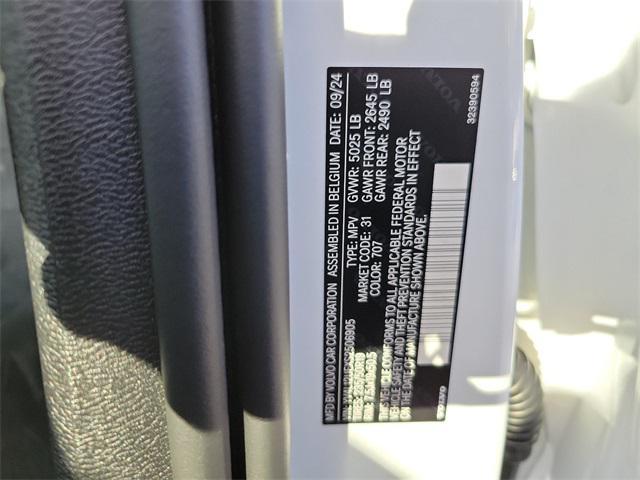 MFD BY VOLVO CAR CORPORATION ASSEMBLED IN BELGIUM DATE: 09/24
TYPE: MPV GVWR: 5025 LB
MARKET CODE: 31 GAWR FRONT: 2645 LB
COLOR: 707 GAWR REAR: 2490 LB
THIS VEHICLE CONFORMS TO ALL APPLICABLE FEDERAL MOTOR
VEHICLE SAFETY AND THEFT PREVENTION STANDARDS IN EFFECT
ON THE DATE OF MANUFACTURE SHOWN ABOVE.
VOLVO
32390594